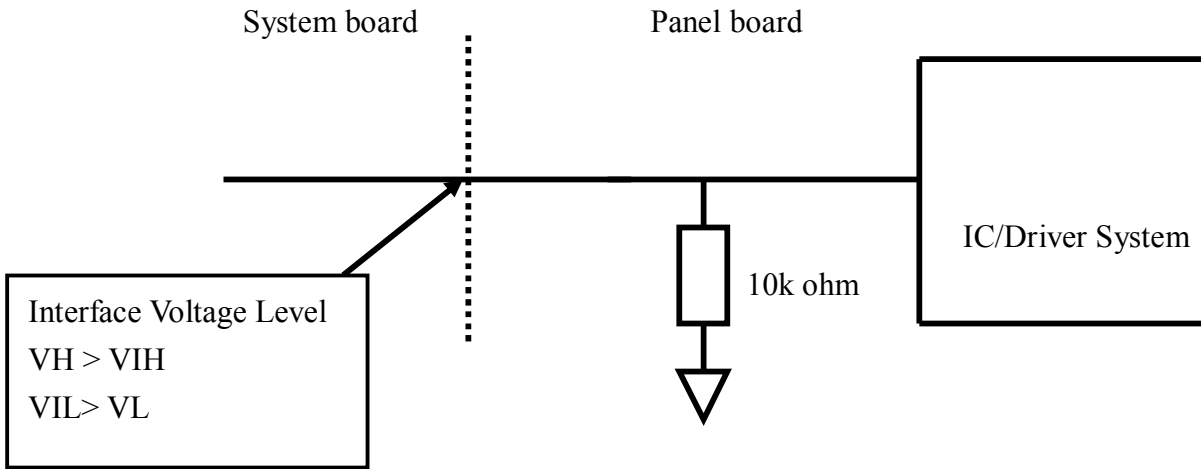 System board
Panel board
IC/Driver System
10k ohm
Interface Voltage Level
VH > VIH
VIL> VL